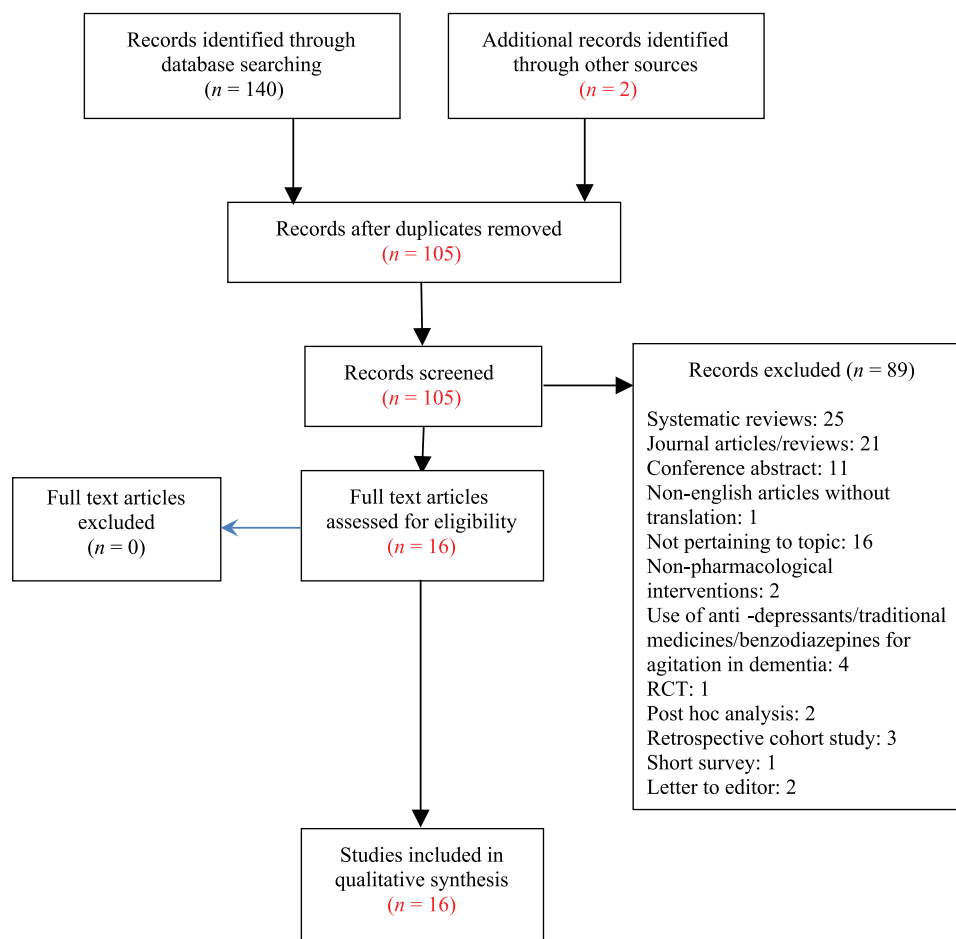 Records identified through
database searching
(n = 140)
Additional records identified
through other sources
(n = 2)
Records after duplicates removed
(n = 105)
Records screened
(n = 105)
Records excluded (n = 89)
Systematic reviews: 25
Journal articles/reviews: 21
Conference abstract: 11
Non-english articles without
translation: 1
Not pertaining to topic: 16
Non-pharmacological
interventions: 2
Use of anti -depressants/traditional
medicines/benzodiazepines for
agitation in dementia: 4
RCT: 1
Post hoc analysis: 2
Retrospective cohort study: 3
Short survey: 1
Letter to editor: 2
Full text articles
excluded
(n = 0)
Full text articles
assessed for eligibility
(n = 16)
Studies included in
qualitative synthesis
(n = 16)